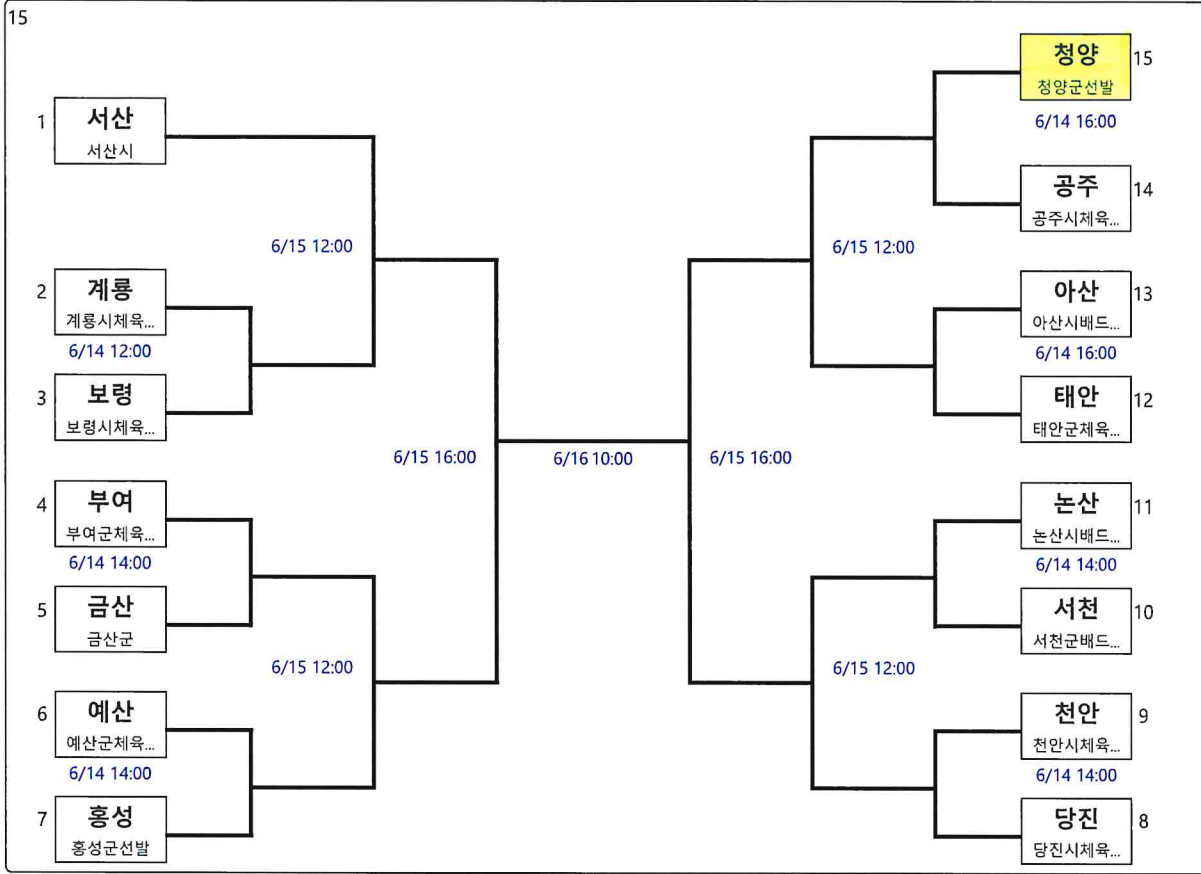 15
1
서산
서산시
2
계룡
계룡시체육...
6/14 12:00
3
보령
보령시체육...
4
부여
부여군체육...
6/14 14:00
5
금산
금산군
6
예산
예산군체육...
6/14 14:00
7
홍성
홍성군선발
6/15 12:00
6/15 12:00
6/15 16:00
6/16 10:00
6/15 16:00
6/15 12:00
6/15 12:00
청양
15
청양군선발
6/14 16:00
공주
14
공주시체육...
아산
13
아산시배드...
6/14 16:00
태안
12
태안군체육...
논산
11
논산시배드...
6/14 14:00
서천
10
서천군배드...
천안
9
천안시체육...
6/14 14:00
당진
8
당진시체육...